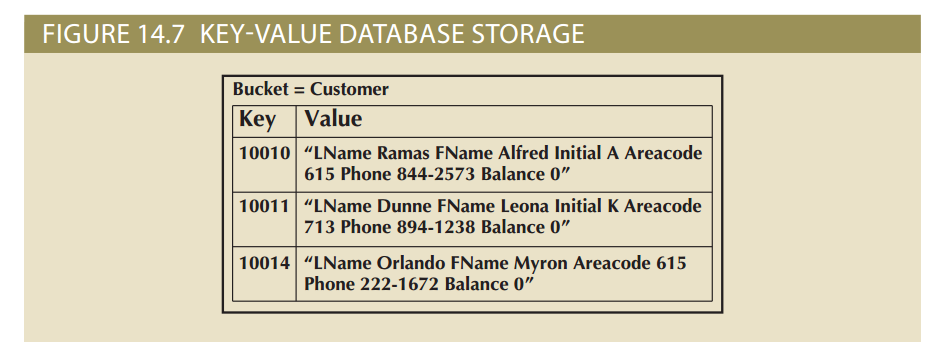 FIGURE 14.7 KEY-VALUE DATABASE STORAGE
Bucket = Customer
Key Value
10010 “LName Ramas FName Alfred Initial A Areacode
615 Phone 844-2573 Balance 0”
10011 “LName Dunne FName Leona Initial K Areacode
713 Phone 894-1238 Balance 0”
10014 “LName Orlando FName Myron Areacode 615
Phone 222-1672 Balance 0”